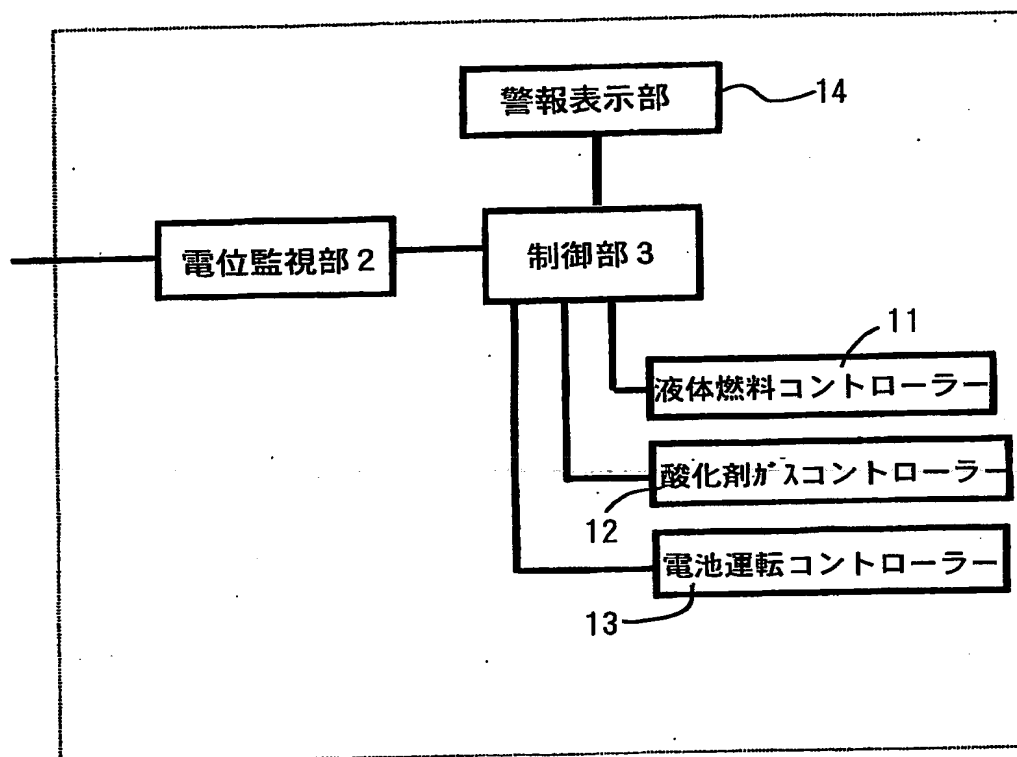 警報表示部
14
電位監視部2
制御部3
11
液体燃料コントローラー
酸化剤ｶﾞｽコントローラー
12
電池運転コントローラー
13